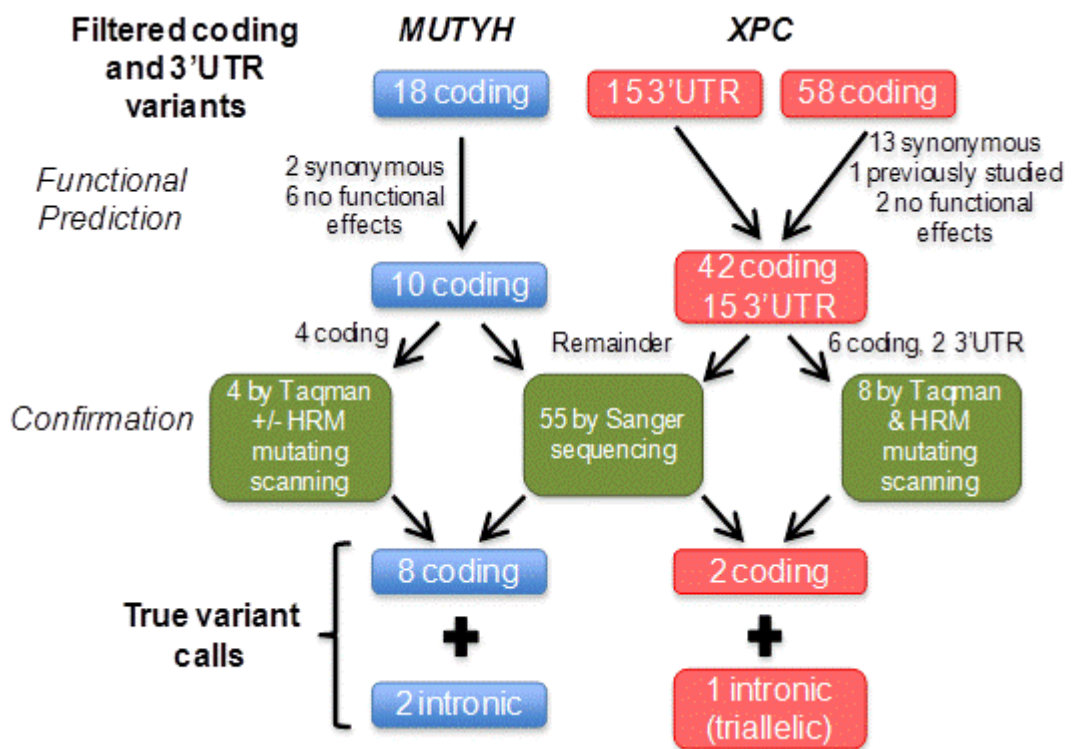 Filtered coding
and 3'UTR
variants
MUTYH
XPC
18 coding
15 3'UTR
58 coding
Functional
Prediction
2 synonymous
6 no functional
effects
13 synonymous
1 previously studied
2 no functional
effects
10 coding
42 coding
15 3'UTR
4 coding
Remainder
6 coding, 2 3'UTR
Confirmation
4 by Taqman
+/- HRM
mutating
scanning
55 by Sanger
sequencing
8 by Taqman
& HRM
mutating
scanning
True variant
calls
8 coding
2 coding
+
+
2 intronic
1 intronic
(triallelic)